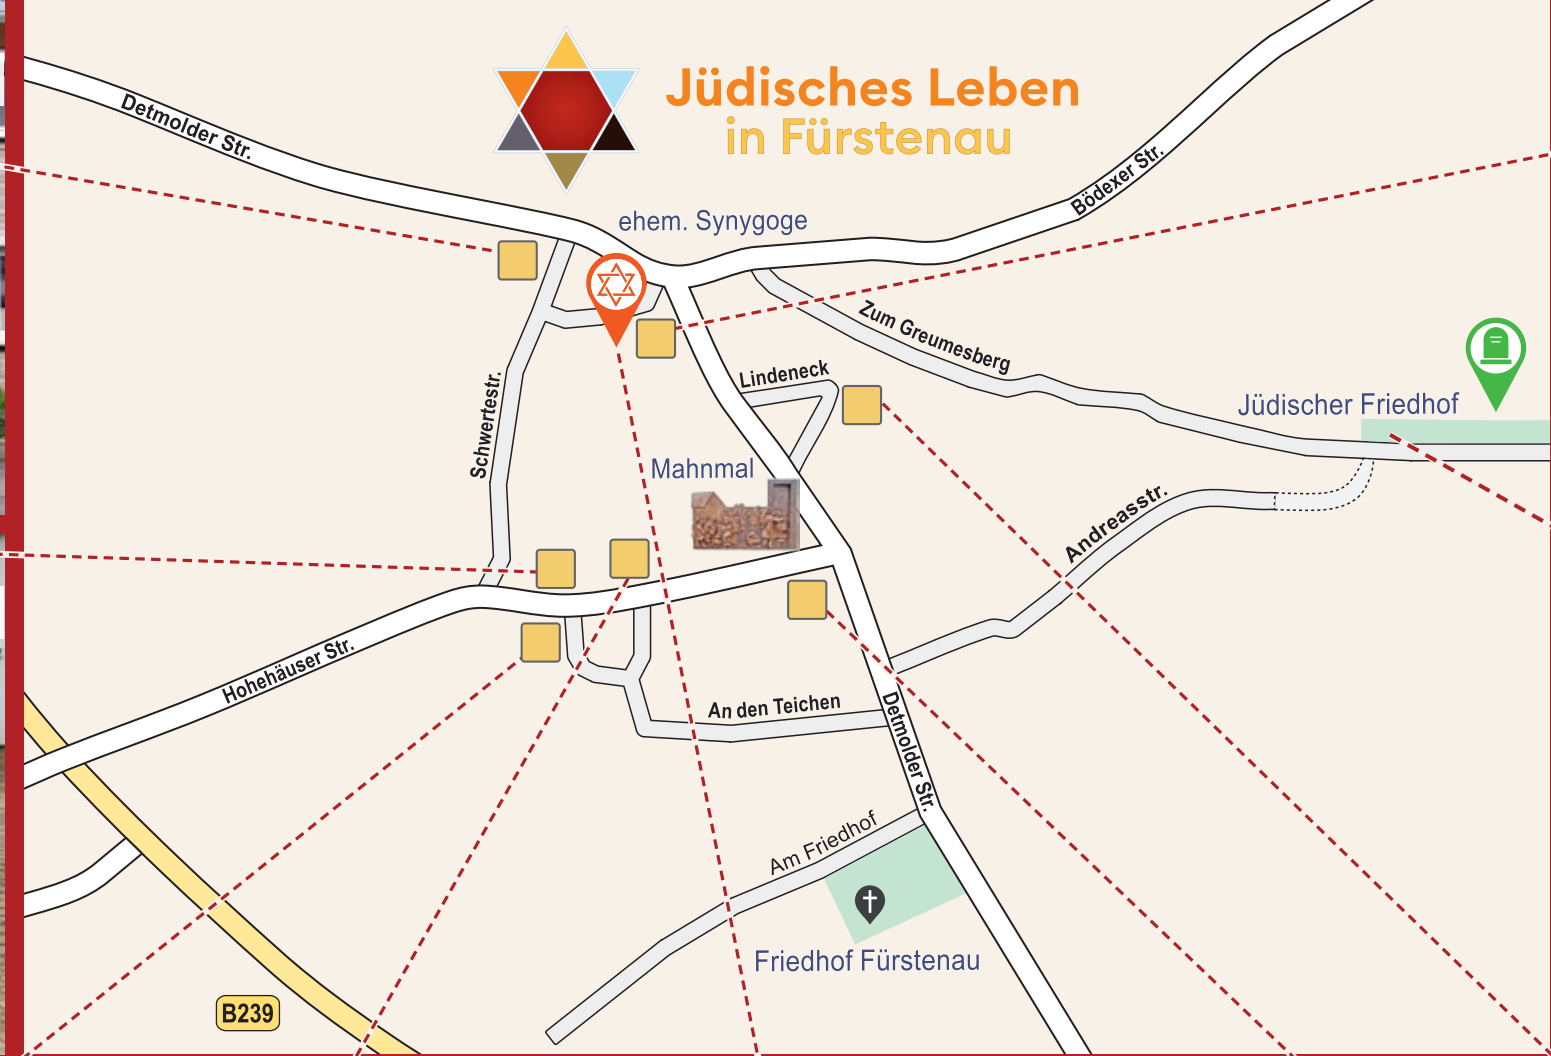 Jüdisches Leben
in Fürstenau
Detmolder Str.
Bödexer Str.
ehem. Synygoge
Zum Greumesberg
Lindeneck
Schwertestr.
Jüdischer Friedhof
Mahnmal
Andreasstr.
Hohehäuser Str.
An den Teichen
Detmolder Str.
Am Friedhof
Friedhof Fürstenau
B239